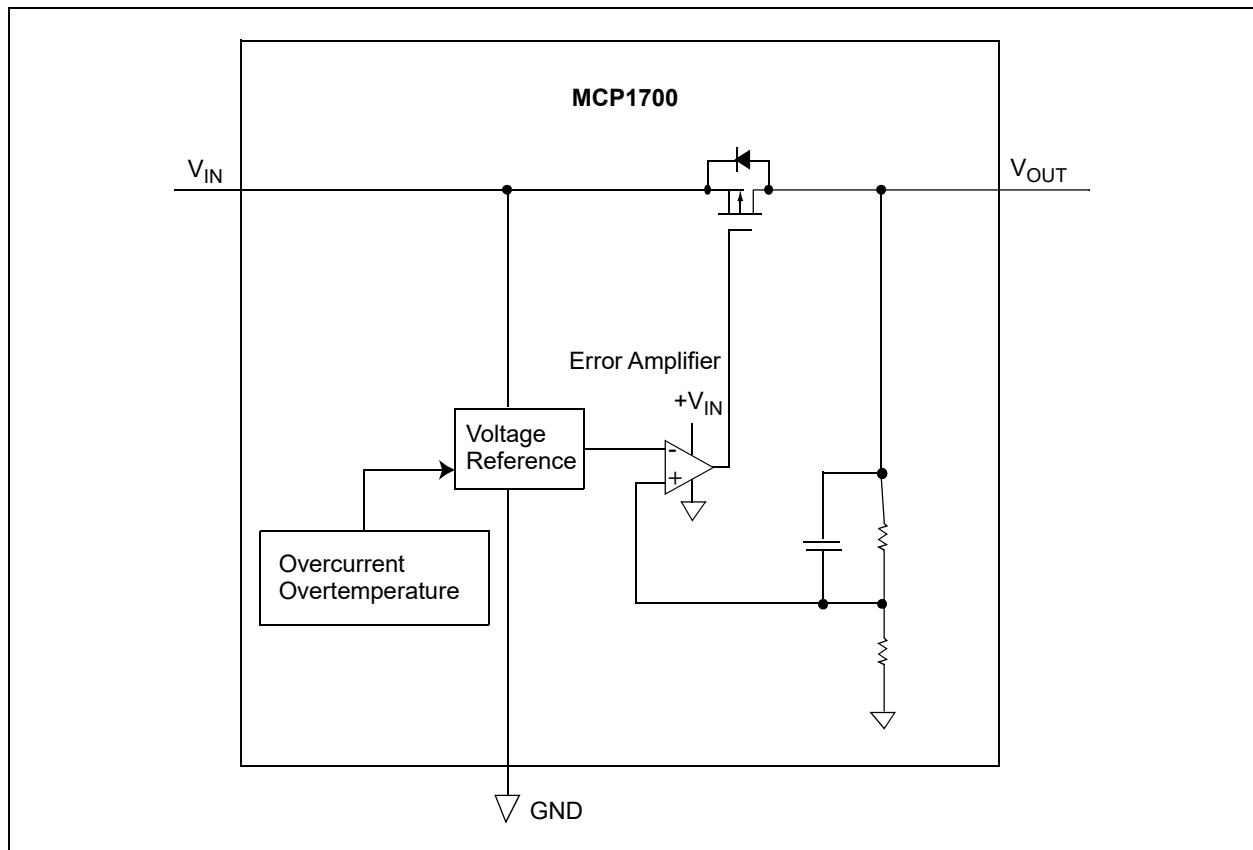 MCP1700
VIN
VOUT
Error Amplifier
+VIN
Voltage
Reference
-
+
Overcurrent
Overtemperature
GND